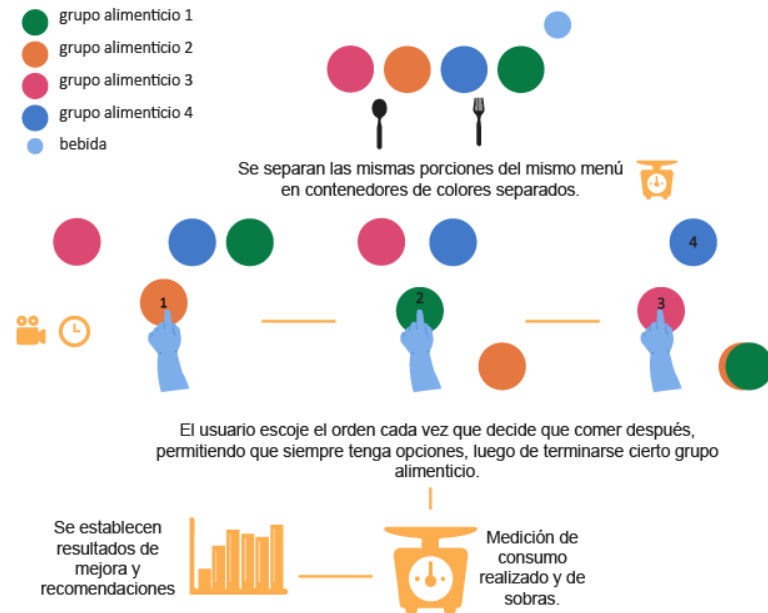 grupo alimenticio 1
grupo alimenticio 2
grupo alimenticio 3
grupo alimenticio 4
bebida
Se separan las mismas porciones del mismo menú
en contenedores de colores separados.
4
1
2
3
El usuario escoje el orden cada vez que decide que comer después,
permitiendo que siempre tenga opciones, luego de terminarse cierto grupo
alimenticio.
Se establecen
resultados de
mejora y
recomendaciones
Medición de
consumo
realizado y de
sobras.